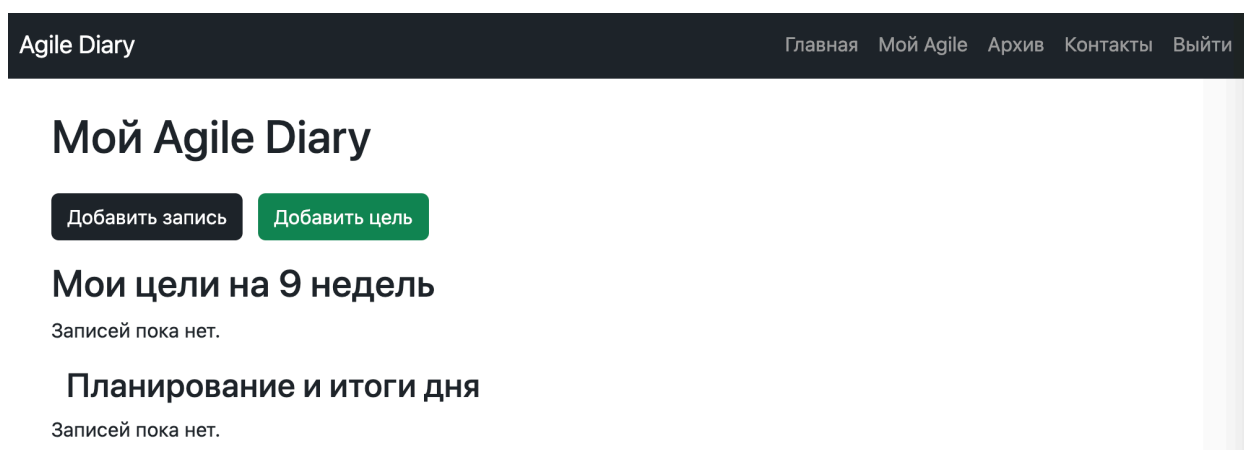 Agile Diary
Главная Мой Agile Архив Контакты Выйти
Мой Agile Diary
Добавить запись Добавить цель
Мои цели на 9 недель
Записей пока нет.
Планирование и итоги дня
Записей пока нет.